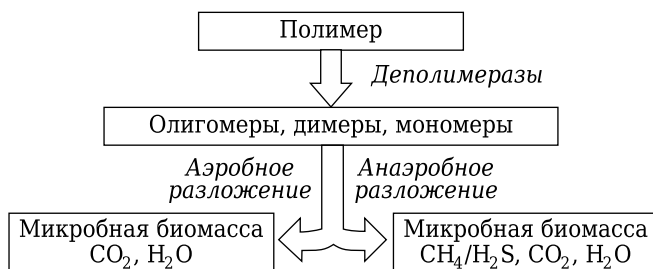 Полимер
Деполимеразы
Олигомеры, димеры, мономеры
Аэробное
разложение
Анаэробное
разложение
Микробная биомасса
CO₂, H₂O
Микробная биомасса
CH₄/H₂S, CO₂, H₂O